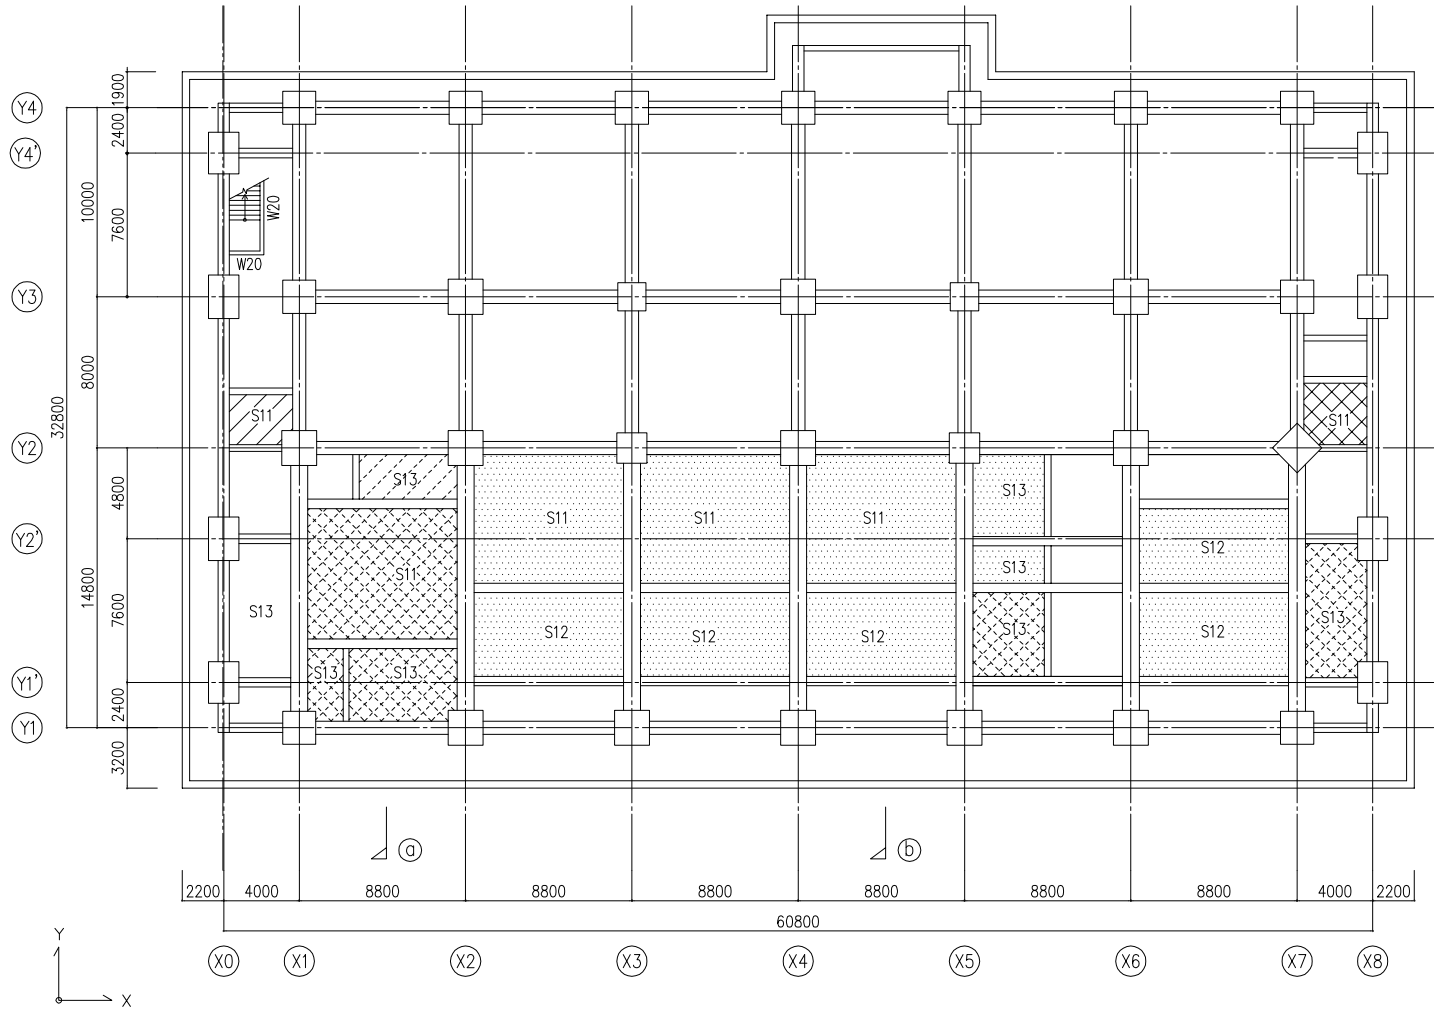 Y4
Y4'
Y3
Y2
Y2'
Y1'
Y1
1900
2400
10000
7600
8000
32800
4800
14800
7600
2400
3200
W20
W20
S11
S11
S13
S13
S11 S11 S11
S11
S12
S13
S13
S13
S13
S12 S12 S12
S12
S13 S13
a
b
2200 4000 8800 8800 8800 8800 8800 8800 4000 2200
60800
X0 X1 X2 X3 X4 X5 X6 X7 X8
Y
X